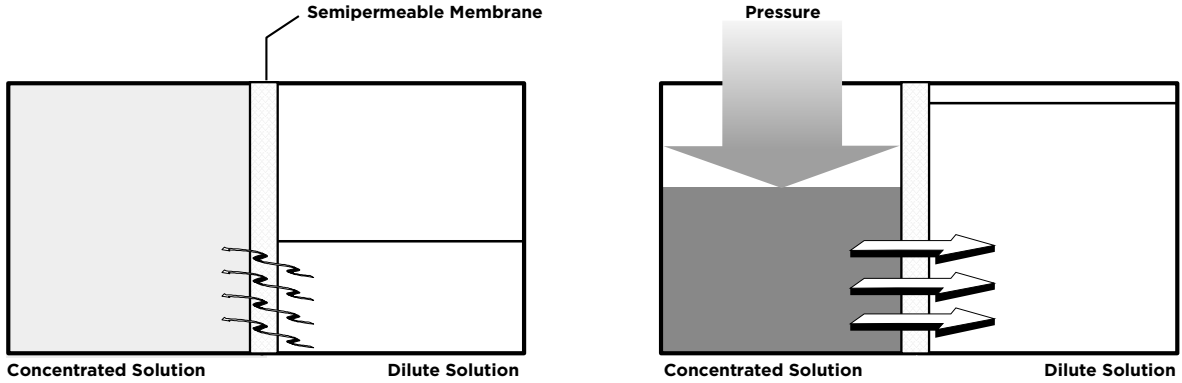 Semipermeable Membrane
Pressure
Concentrated Solution
Dilute Solution
Concentrated Solution
Dilute Solution